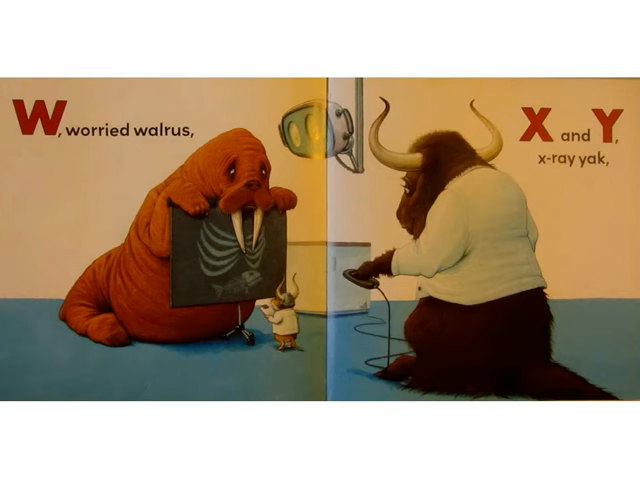 W, worried walrus,
X and Y,
x-ray yak,